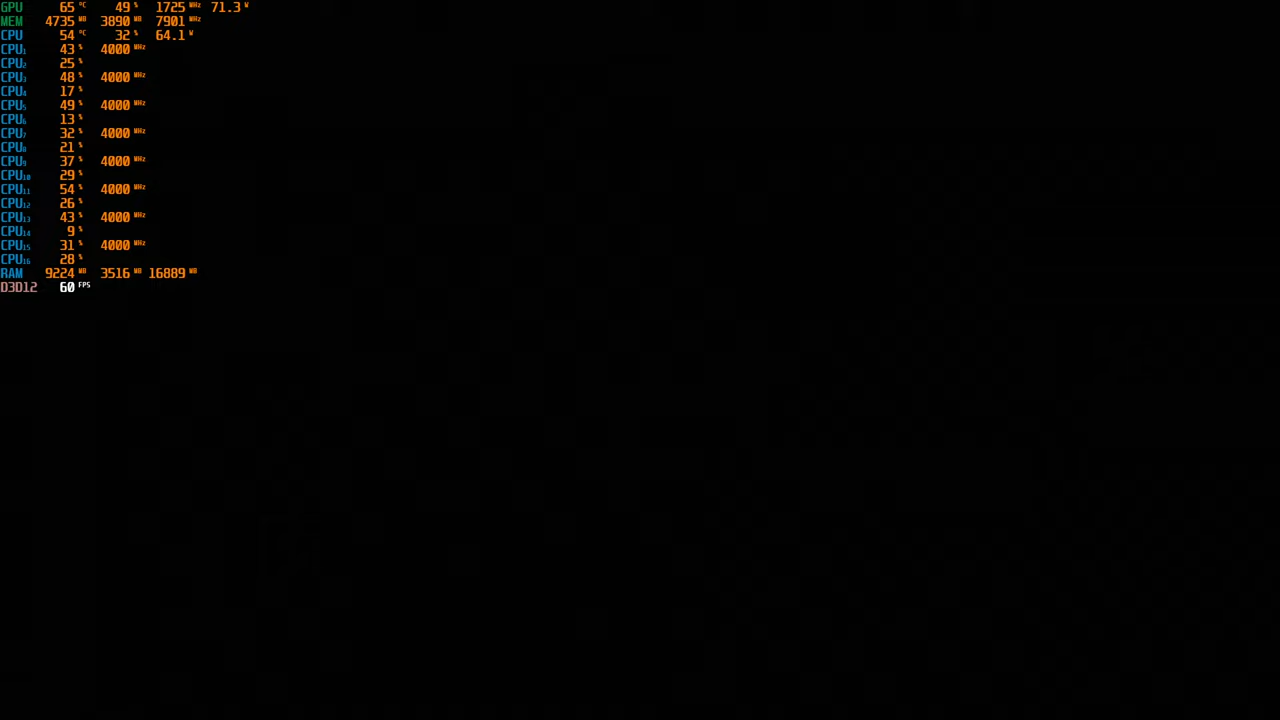 GPU 65 °C 49 % 1725 MHz 71.3 W
MEM 4735 MB 3890 MB 7901 MHz
CPU 54 °C 32 % 64.1 W
CPU1 43 % 4000 MHz
CPU2 25 %
CPU3 48 % 4000 MHz
CPU4 17 %
CPU5 49 % 4000 MHz
CPU6 13 %
CPU7 32 % 4000 MHz
CPU8 21 %
CPU9 37 % 4000 MHz
CPU10 29 %
CPU11 54 % 4000 MHz
CPU12 26 %
CPU13 43 % 4000 MHz
CPU14 9 %
CPU15 31 % 4000 MHz
CPU16 28 %
RAM 9224 MB 3516 MB 16889 MB
D3D12 60 FPS